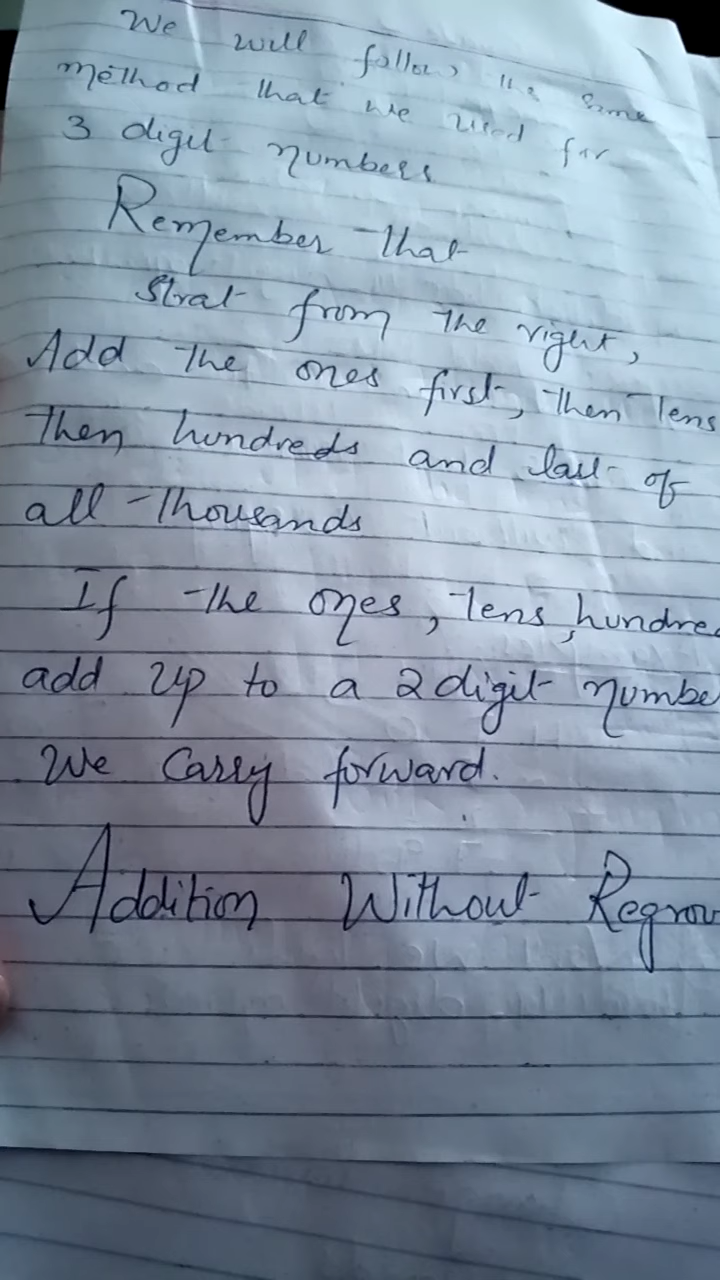 We will follow the same
method that we used for
3 digit numbers
Remember that
Strat from the right,
Add the ones first, then tens
Then hundreds and last of
all Thousands
If the ones, tens, hundred
add up to a 2 digit numbe
We Carry forward.
Addition Without Regrou